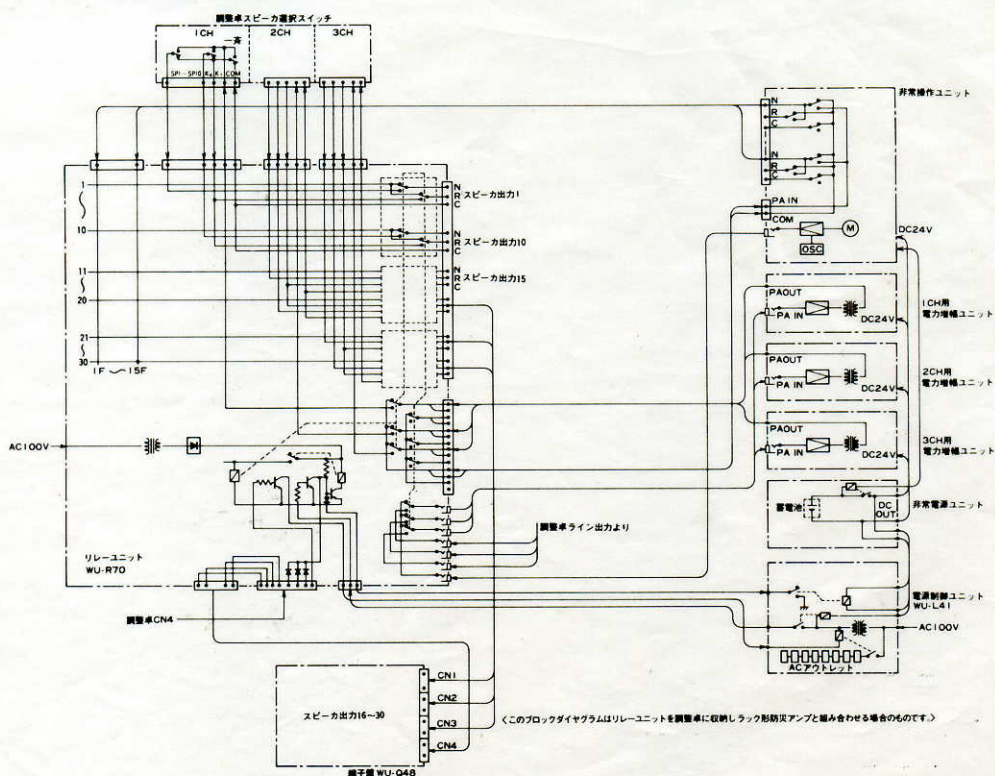 調整卓スピーカ選択スイッチ
1CH
2CH
3CH
一斉
SP1~SP10 K₂ K₁ COM
非常操作ユニット
N
R
C
N
R
C
PA IN
COM
M
OSC
DC24V
1
10
11
20
21
30
1F 〜 15F
N
R
C
スピーカ出力1
N
R
C
スピーカ出力10
N
R
C
スピーカ出力15
PAOUT
PA IN
DC24V
1CH用
電力増幅ユニット
PAOUT
PA IN
DC24V
2CH用
電力増幅ユニット
PAOUT
PA IN
DC24V
3CH用
電力増幅ユニット
AC100V
蓄電池
DC
OUT
非常電源ユニット
調整卓ライン出力より
リレーユニット
WU-R70
調整卓CN4
電源制御ユニット
WU-L41
AC100V
ACアウトレット
スピーカ出力16~30
CN1
CN2
CN3
CN4
端子盤 WU-Q48
〈このブロックダイヤグラムはリレーユニットを調整卓に収納しラック形防災アンプと組み合わせる場合のものです。〉